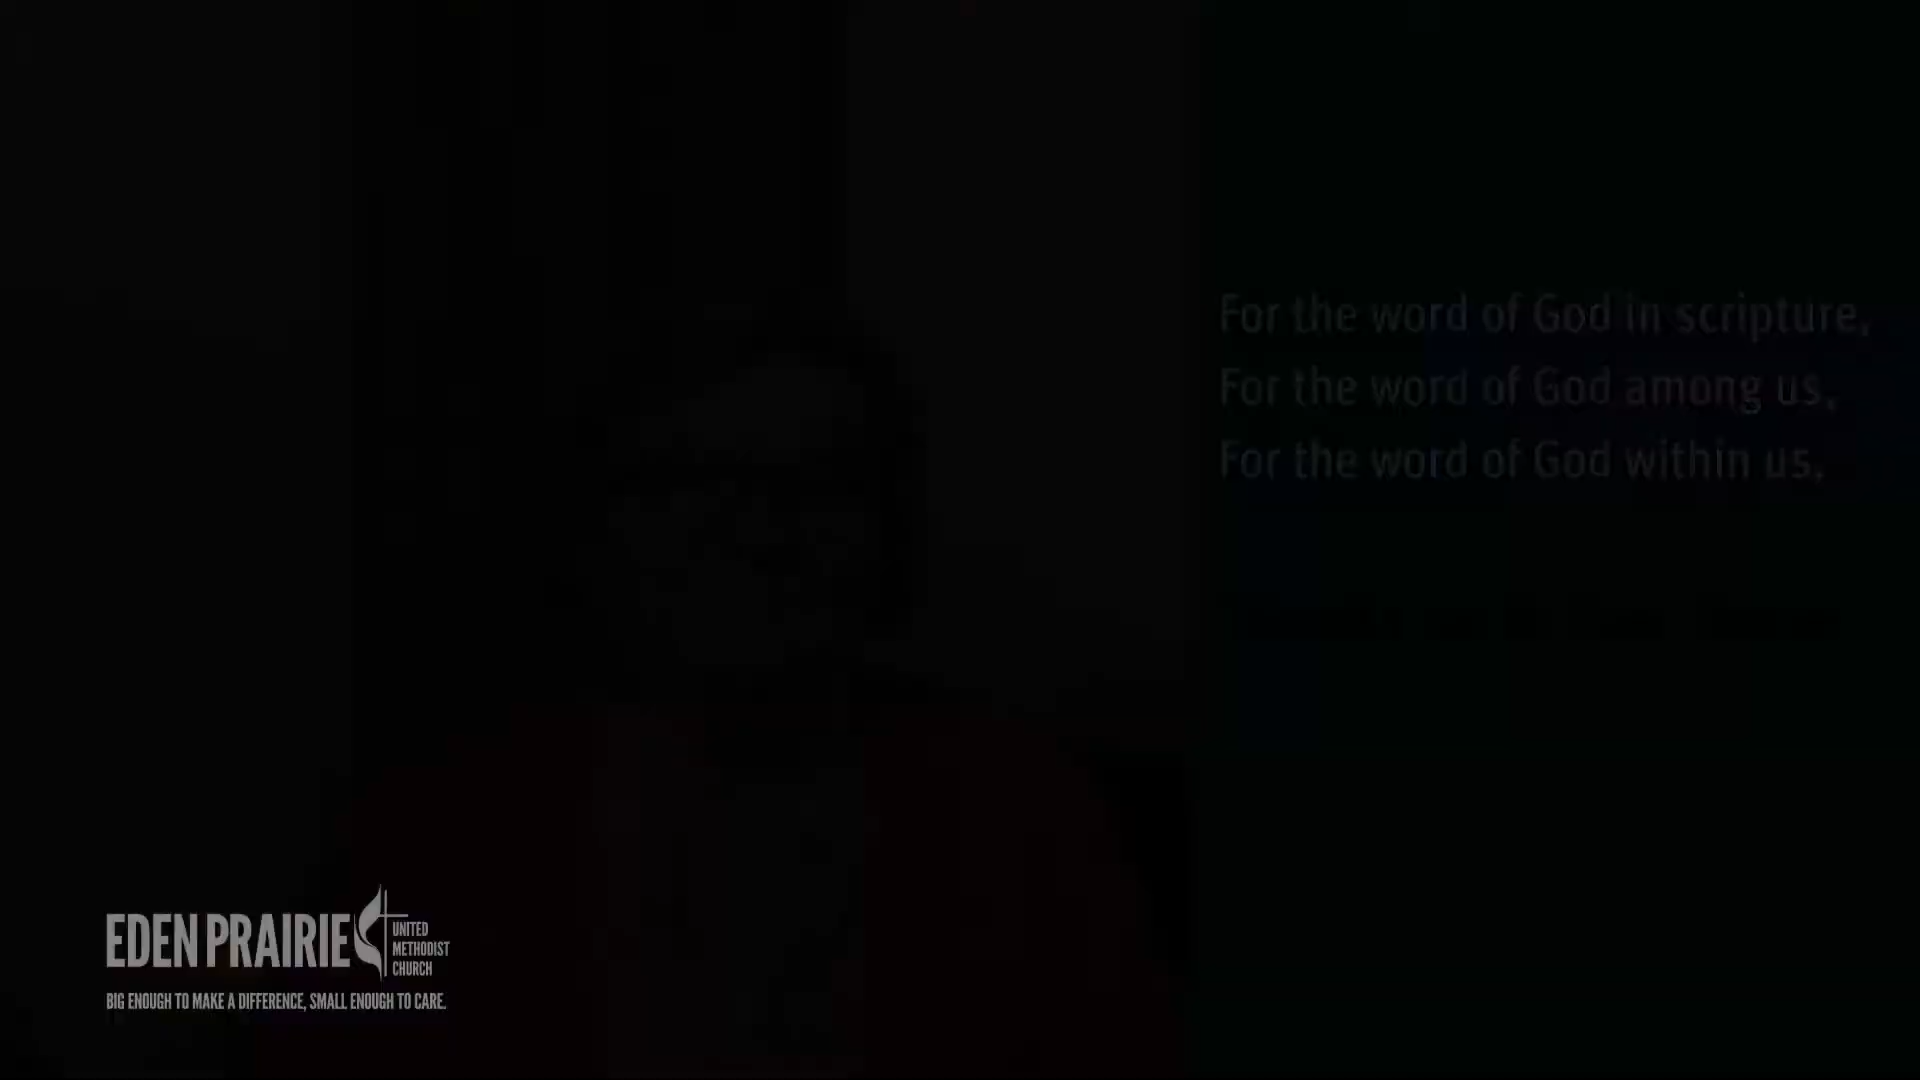 For the word of God in scripture,
For the word of God among us,
For the word of God within us,
EDEN PRAIRIE
UNITED
METHODIST
CHURCH
BIG ENOUGH TO MAKE A DIFFERENCE, SMALL ENOUGH TO CARE.